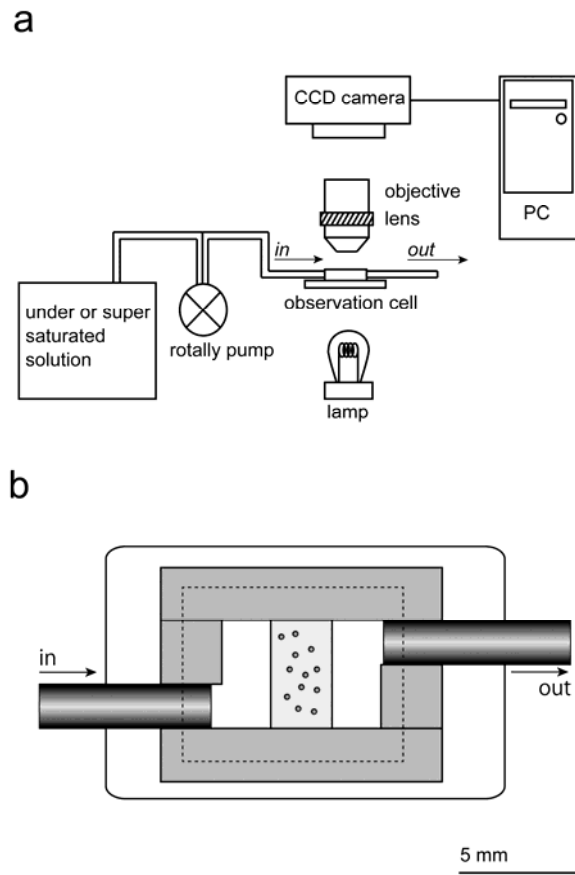 a
CCD camera
PC
objective
lens
in
out
under or super
saturated
solution
rotally pump
observation cell
lamp
b
in
out
5 mm